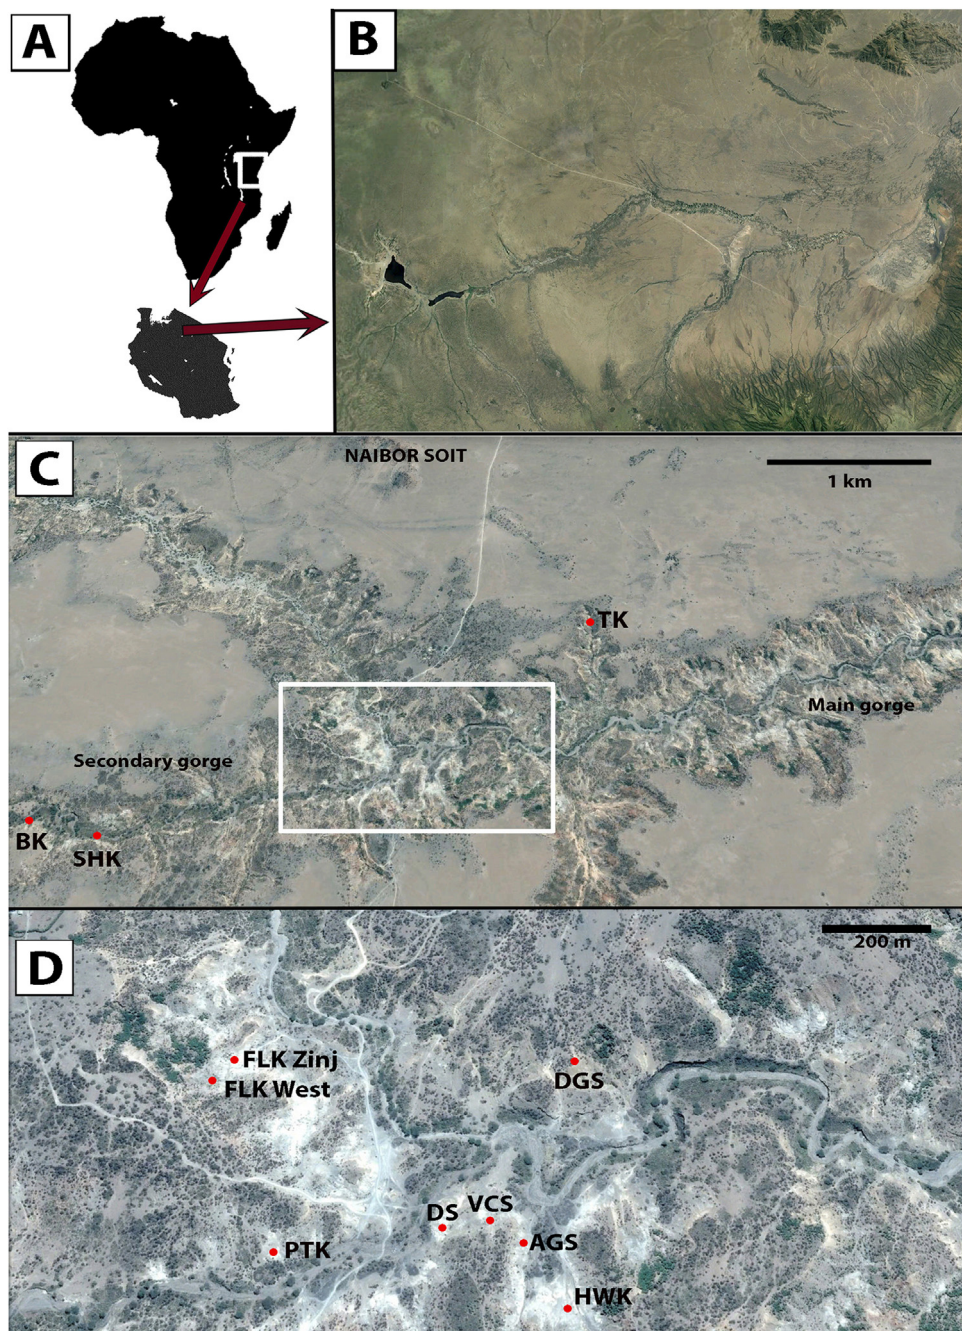 A
B
C
NAIBOR SOIT
1 km
TK
Main gorge
Secondary gorge
BK
SHK
D
200 m
FLK Zinj
FLK West
DGS
VCS
DS
AGS
PTK
HWK